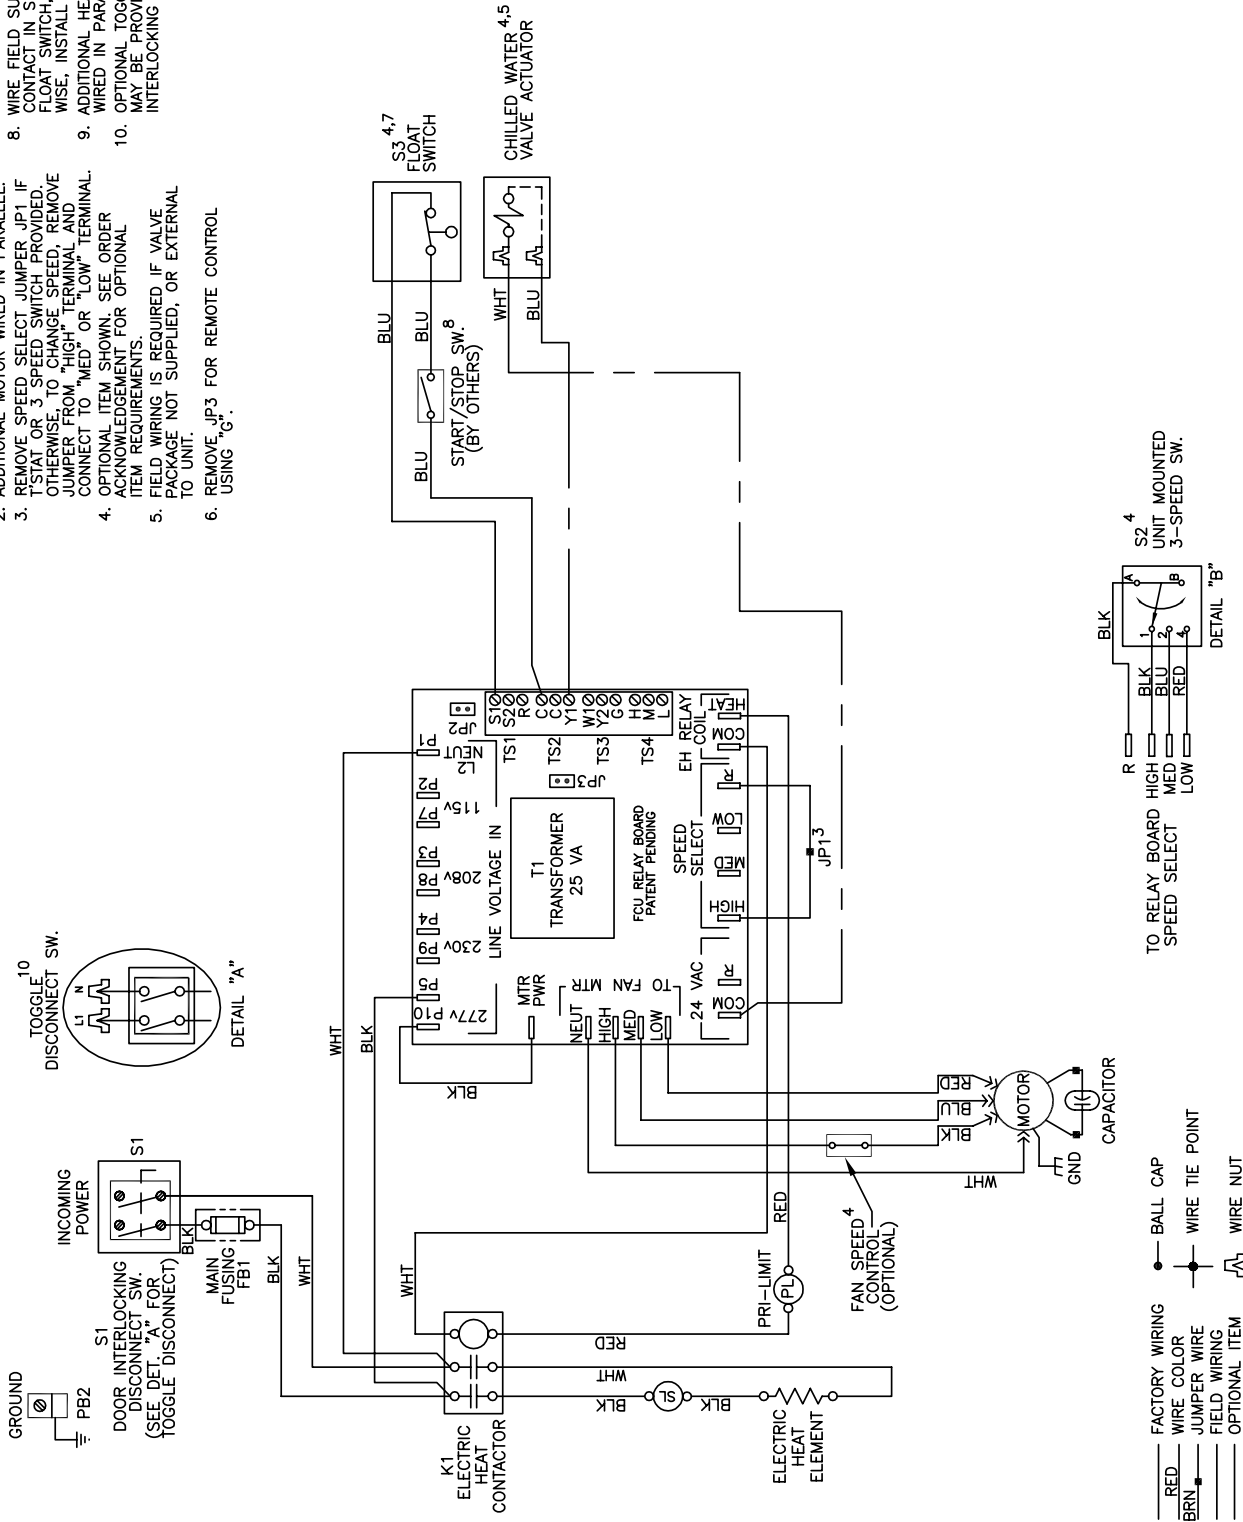 8. WIRE FIELD SU
CONTACT IN S
FLOAT SWITCH,
WISE, INSTALL
9. ADDITIONAL HE
WIRED IN PARA
10. OPTIONAL TOGG
MAY BE PROVI
INTERLOCKING
2. ADDITIONAL MOTOR WIRED IN PARALLEL.
3. REMOVE SPEED SELECT JUMPER JP1 IF
T'STAT OR 3 SPEED SWITCH PROVIDED.
OTHERWISE, TO CHANGE SPEED, REMOVE
JUMPER FROM "HIGH" TERMINAL AND
CONNECT TO "MED" OR "LOW" TERMINAL.
4. OPTIONAL ITEM SHOWN. SEE ORDER
ACKNOWLEDGEMENT FOR OPTIONAL
ITEM REQUIREMENTS.
5. FIELD WIRING IS REQUIRED IF VALVE
PACKAGE NOT SUPPLIED, OR EXTERNAL
TO UNIT.
6. REMOVE JP3 FOR REMOTE CONTROL
USING "G".
S3 4,7
FLOAT
SWITCH
CHILLED WATER 4,5
VALVE ACTUATOR
BLU
BLU
WHT
BLU
BLU
START/STOP SW. 8
(BY OTHERS)
TOGGLE 10
DISCONNECT SW.
L1
N
DETAIL "A"
INCOMING
POWER
S1
GROUND
PB2
S1
DOOR INTERLOCKING
DISCONNECT SW.
(SEE DET. "A" FOR
TOGGLE DISCONNECT)
BLK
MAIN
FUSING
FB1
BLK
WHT
WHT
BLK
BLK
P1
NEUT
L2
P2
115v
P7
P3
208v
P8
P4
230v
P9
P5
277v P10
LINE VOLTAGE IN
JP2
S1
S2
R
C
C
Y1
W1
Y2
G
H
M
L
TS1
TS2
TS3
TS4
JP3
T1
TRANSFORMER
25 VA
FCU RELAY BOARD
PATENT PENDING
EH RELAY
COIL
HEAT
COM
SPEED
SELECT
R
LOW
MED
HIGH
24 VAC
R
COM
MTR
PWR
TO FAN MTR
NEUT
HIGH
MED
LOW
JP1 3
WHT
K1
ELECTRIC
HEAT
CONTACTOR
RED
WHT
BLK
SL
BLK
ELECTRIC
HEAT
ELEMENT
PRI-LIMIT
PL
RED
FAN SPEED 4
CONTROL
(OPTIONAL)
RED
BLU
BLK
WHT
MOTOR
GND
CAPACITOR
S2 4
UNIT MOUNTED
3-SPEED SW.
A
B
1
2
4
DETAIL "B"
BLK
BLK
BLU
RED
R
HIGH
MED
LOW
TO RELAY BOARD
SPEED SELECT
FACTORY WIRING
RED
WIRE COLOR
BRN
JUMPER WIRE
FIELD WIRING
OPTIONAL ITEM
BALL CAP
WIRE TIE POINT
WIRE NUT